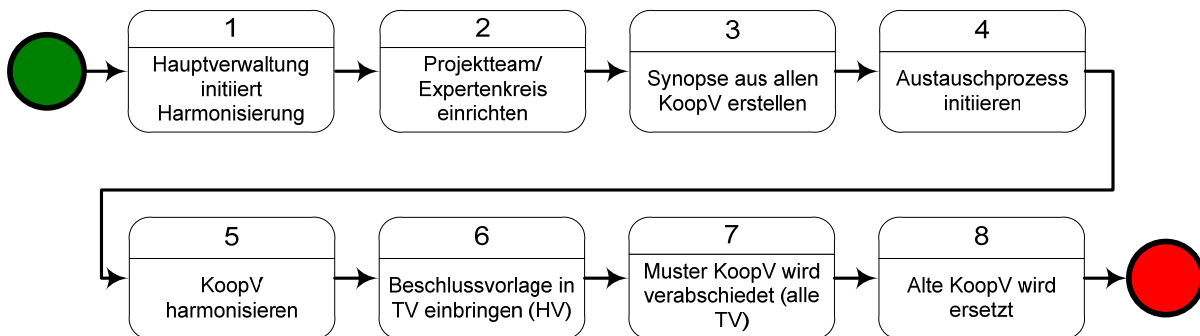 1
Hauptverwaltung
initiiert
Harmonisierung
2
Projektteam/
Expertenkreis
einrichten
3
Synopse aus allen
KoopV erstellen
4
Austauschprozess
initiieren
5
KoopV
harmonisieren
6
Beschlussvorlage in
TV einbringen (HV)
7
Muster KoopV wird
verabschiedet (alle
TV)
8
Alte KoopV wird
ersetzt